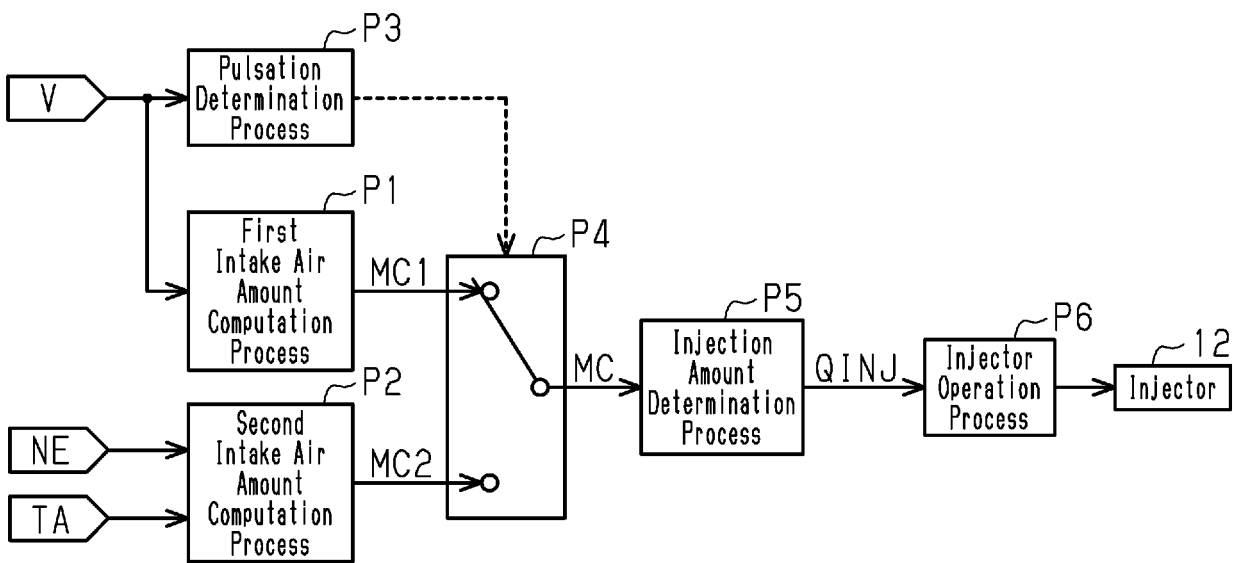 P3
V
Pulsation
Determination
Process
P1
First
Intake Air
Amount
Computation
Process
MC1
P4
P2
NE
TA
Second
Intake Air
Amount
Computation
Process
MC2
MC
P5
Injection
Amount
Determination
Process
QINJ
P6
Injector
Operation
Process
12
Injector